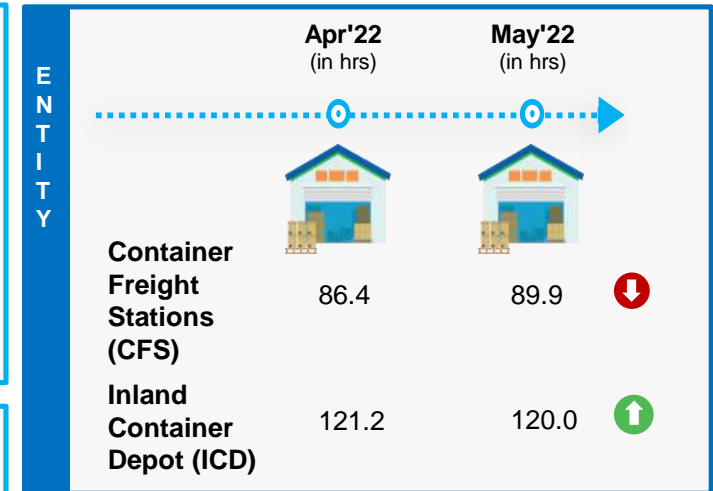 ENTITY
Apr'22 May'22
(in hrs) (in hrs)
Container
Freight
Stations
(CFS)
86.4 89.9
Inland
Container
Depot (ICD)
121.2 120.0